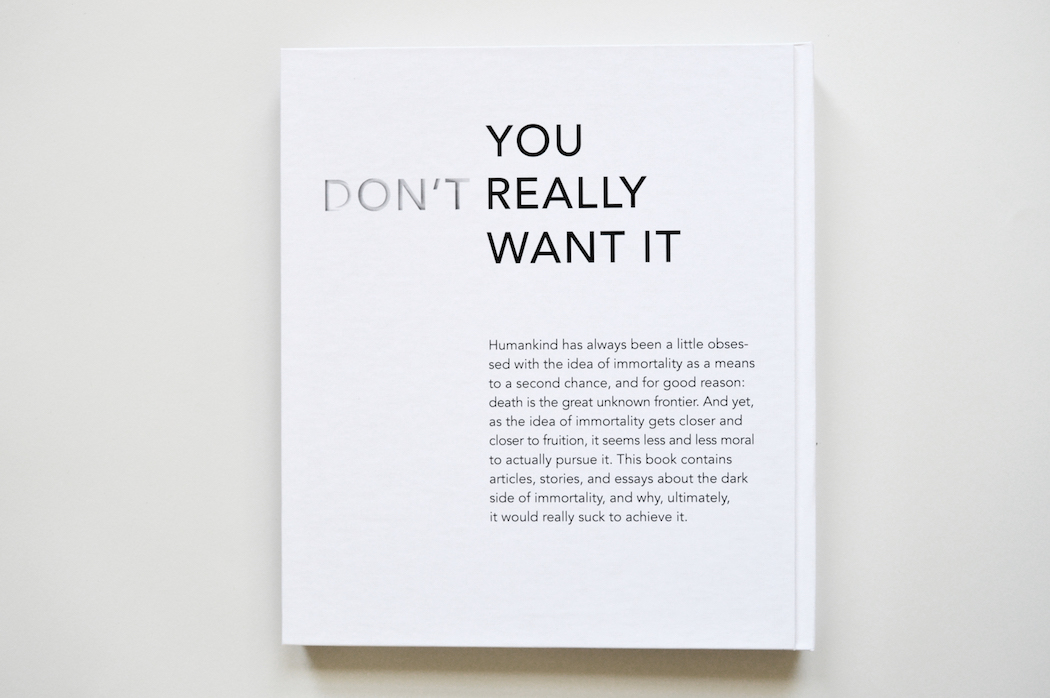 YOU
DON'T REALLY
WANT IT
Humankind has always been a little obses-
sed with the idea of immortality as a means
to a second chance, and for good reason:
death is the great unknown frontier. And yet,
as the idea of immortality gets closer and
closer to fruition, it seems less and less moral
to actually pursue it. This book contains
articles, stories, and essays about the dark
side of immortality, and why, ultimately,
it would really suck to achieve it.